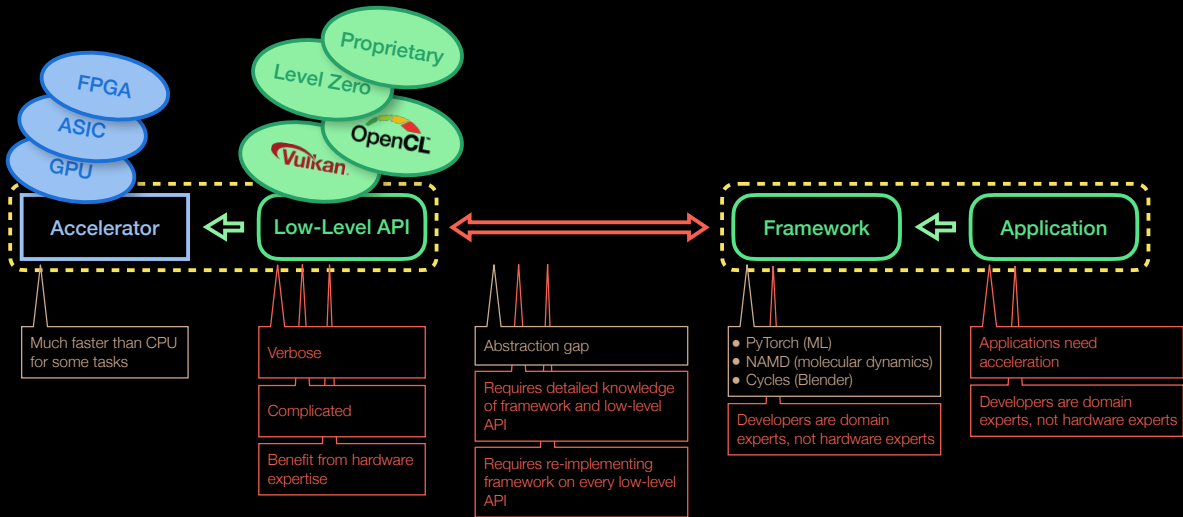 Proprietary
Level Zero
FPGA
OpenCL™
ASIC
Vulkan.
GPU
Accelerator
Low-Level API
Framework
Application
Much faster than CPU
for some tasks
Verbose
Complicated
Benefit from hardware
expertise
Abstraction gap
Requires detailed knowledge
of framework and low-level
API
Requires re-implementing
framework on every low-level
API
● PyTorch (ML)
● NAMD (molecular dynamics)
● Cycles (Blender)
Developers are domain
experts, not hardware experts
Applications need
acceleration
Developers are domain
experts, not hardware experts